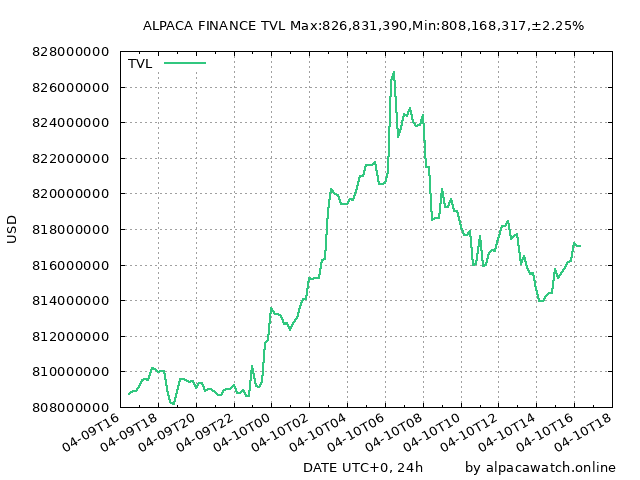 ALPACA FINANCE TVL Max:826,831,390,Min:808,168,317,±2.25%
828000000
TVL
826000000
824000000
822000000
820000000
818000000
USD
816000000
814000000
812000000
810000000
808000000
04-09T16
04-09T18
04-09T20
04-09T22
04-10T00
04-10T02
04-10T04
04-10T06
04-10T08
04-10T10
04-10T12
04-10T14
04-10T16
04-10T18
DATE UTC+0, 24h
by alpacawatch.online